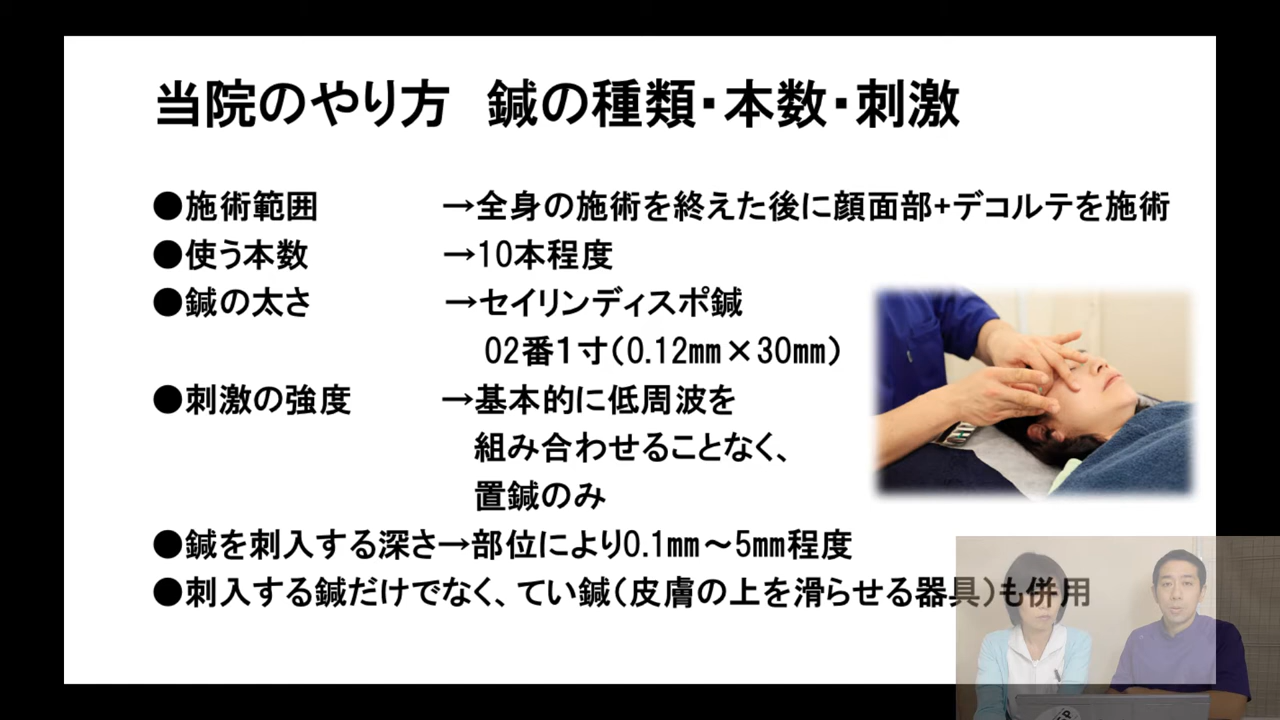 当院のやり方　鍼の種類・本数・刺激
●施術範囲　→全身の施術を終えた後に顔面部+デコルテを施術
●使う本数　→10本程度
●鍼の太さ　→セイリンディスポ鍼
02番1寸（0.12㎜×30㎜）
●刺激の強度　→基本的に低周波を
組み合わせることなく、
置鍼のみ
●鍼を刺入する深さ→部位により0.1㎜～5㎜程度
●刺入する鍼だけでなく、てい鍼（皮膚の上を滑らせる器具）も併用